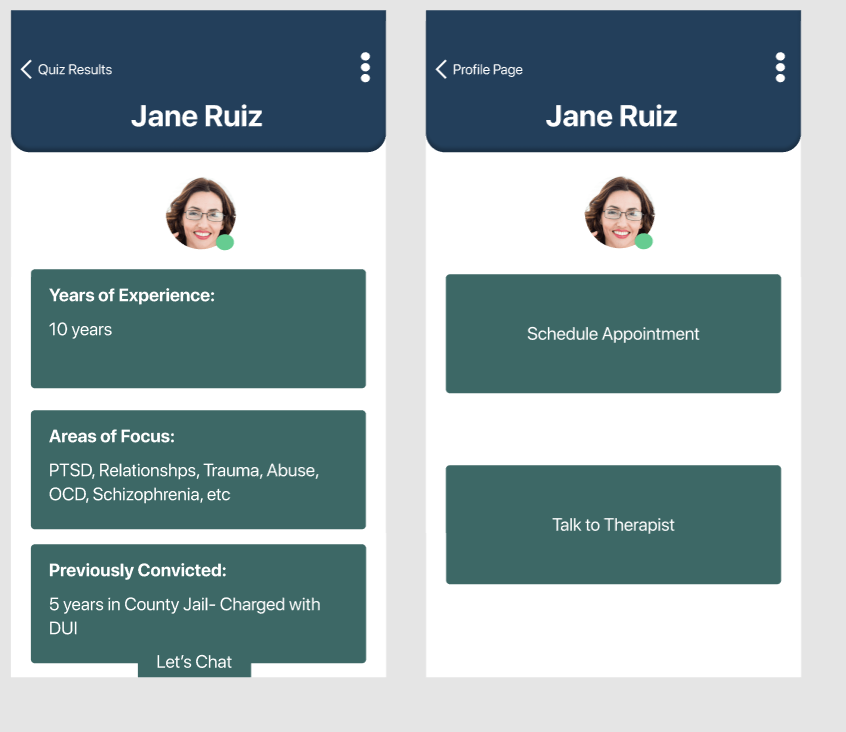 Quiz Results
Jane Ruiz
Years of Experience:
10 years
Areas of Focus:
PTSD, Relationshps, Trauma, Abuse,
OCD, Schizophrenia, etc
Previously Convicted:
5 years in County Jail- Charged with
DUI
Let's Chat
Profile Page
Jane Ruiz
Schedule Appointment
Talk to Therapist